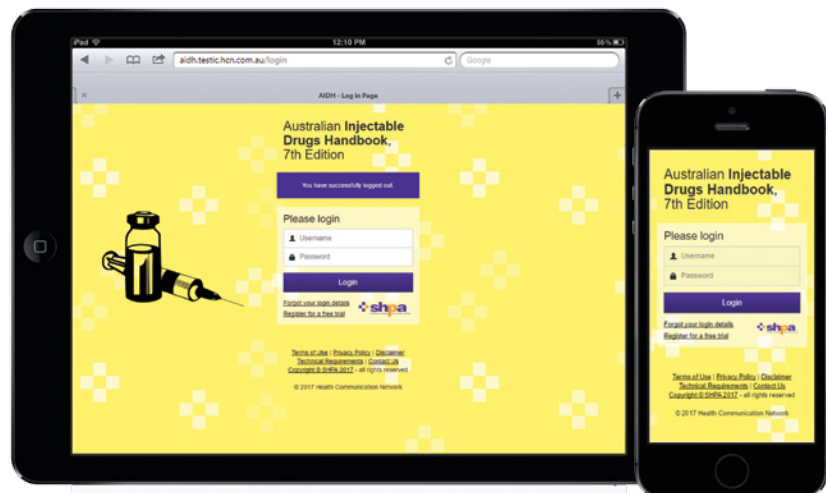 iPad
12:10 PM
55%
aidh.testic.hcn.com.au/login
Google
AIDH - Log In Page
Australian Injectable
Drugs Handbook,
7th Edition
You have successfully logged out.
Please login
Username
Password
Login
Forgot your login details
Register for a free trial
shpa
Terms of Use | Privacy Policy | Disclaimer
Technical Requirements | Contact Us
Copyright © SHPA 2017 - all rights reserved
© 2017 Health Communication Network
Australian Injectable
Drugs Handbook,
7th Edition
Please login
Username
Password
Login
Forgot your login details
Register for a free trial
shpa
Terms of Use | Privacy Policy | Disclaimer
Technical Requirements | Contact Us
Copyright © SHPA 2017 - all rights reserved
© 2017 Health Communication Network